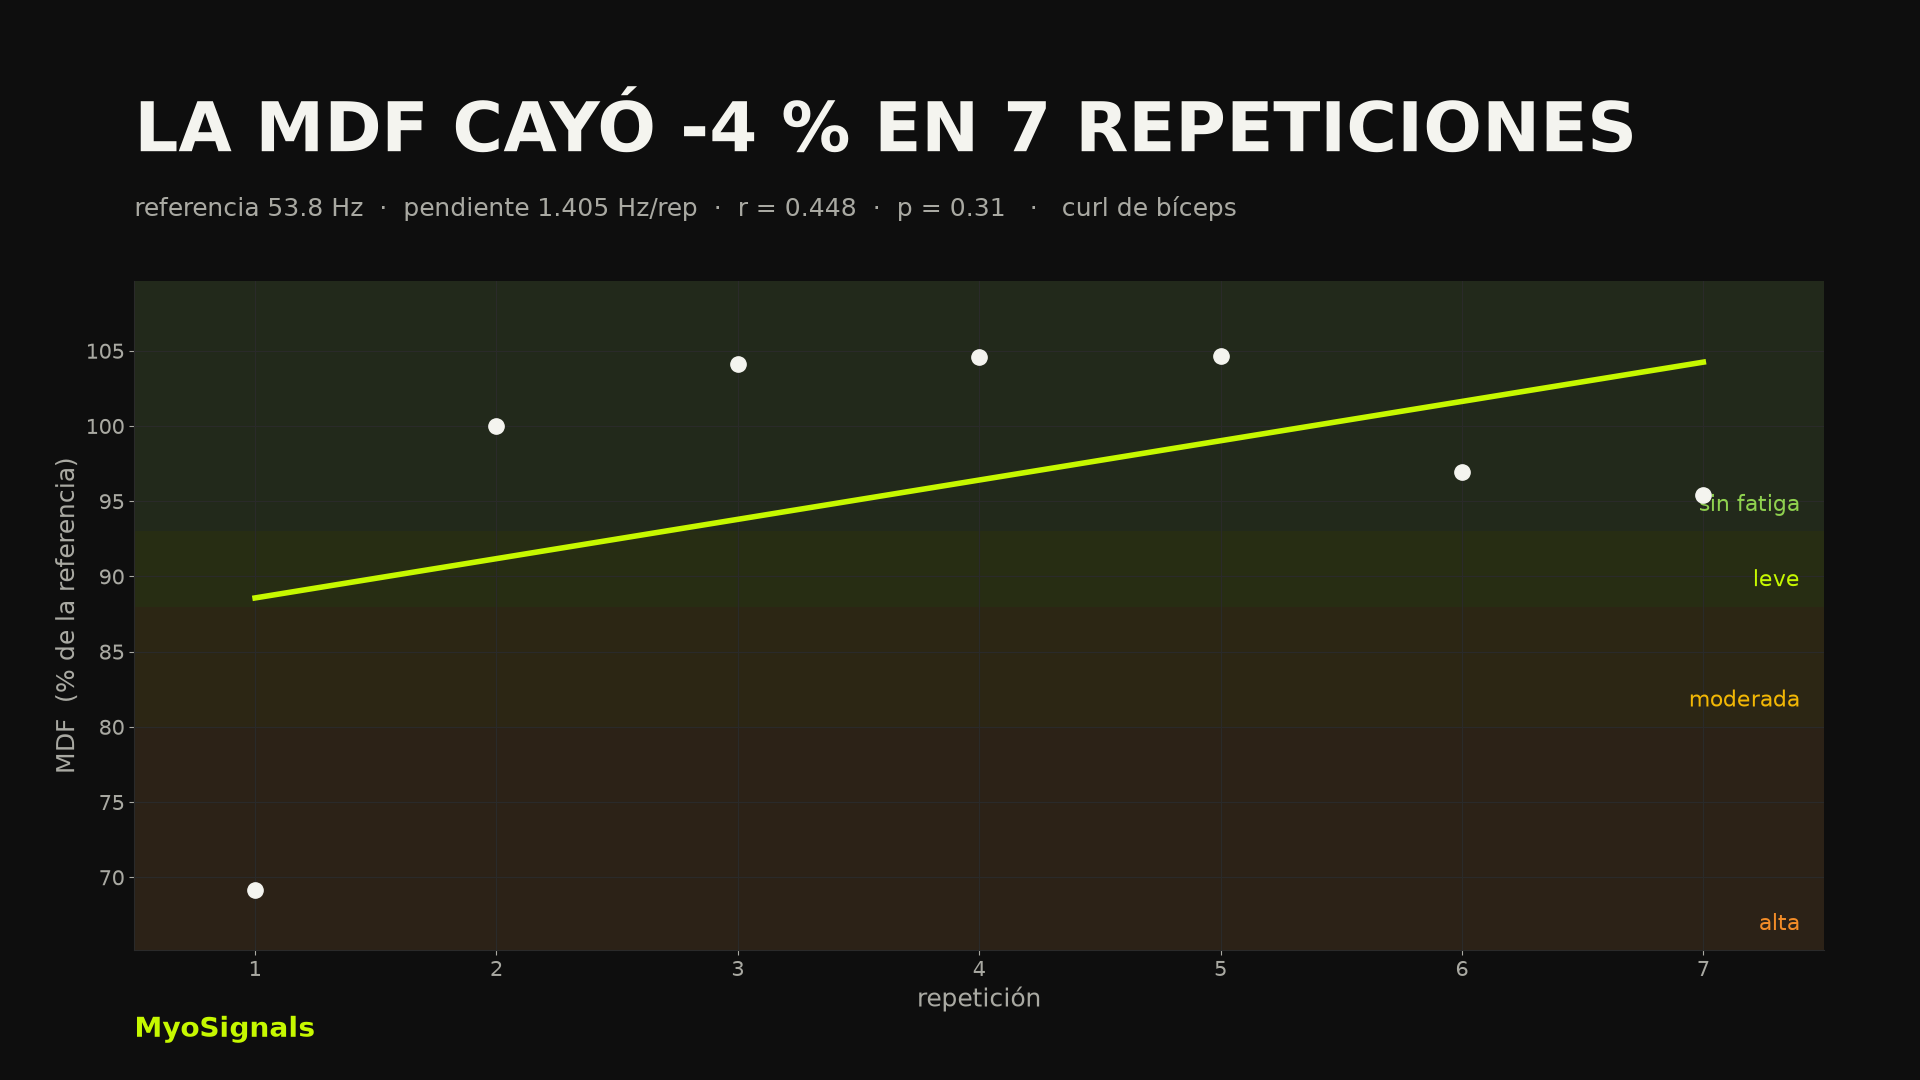 LA MDF CAYÓ -4 % EN 7 REPETICIONES
referencia 53.8 Hz · pendiente 1.405 Hz/rep · r = 0.448 · p = 0.31 · curl de bíceps
MDF (% de la referencia)
105
100
95
90
85
80
75
70
sin fatiga
leve
moderada
alta
1 2 3 4 5 6 7
repetición
MyoSignals